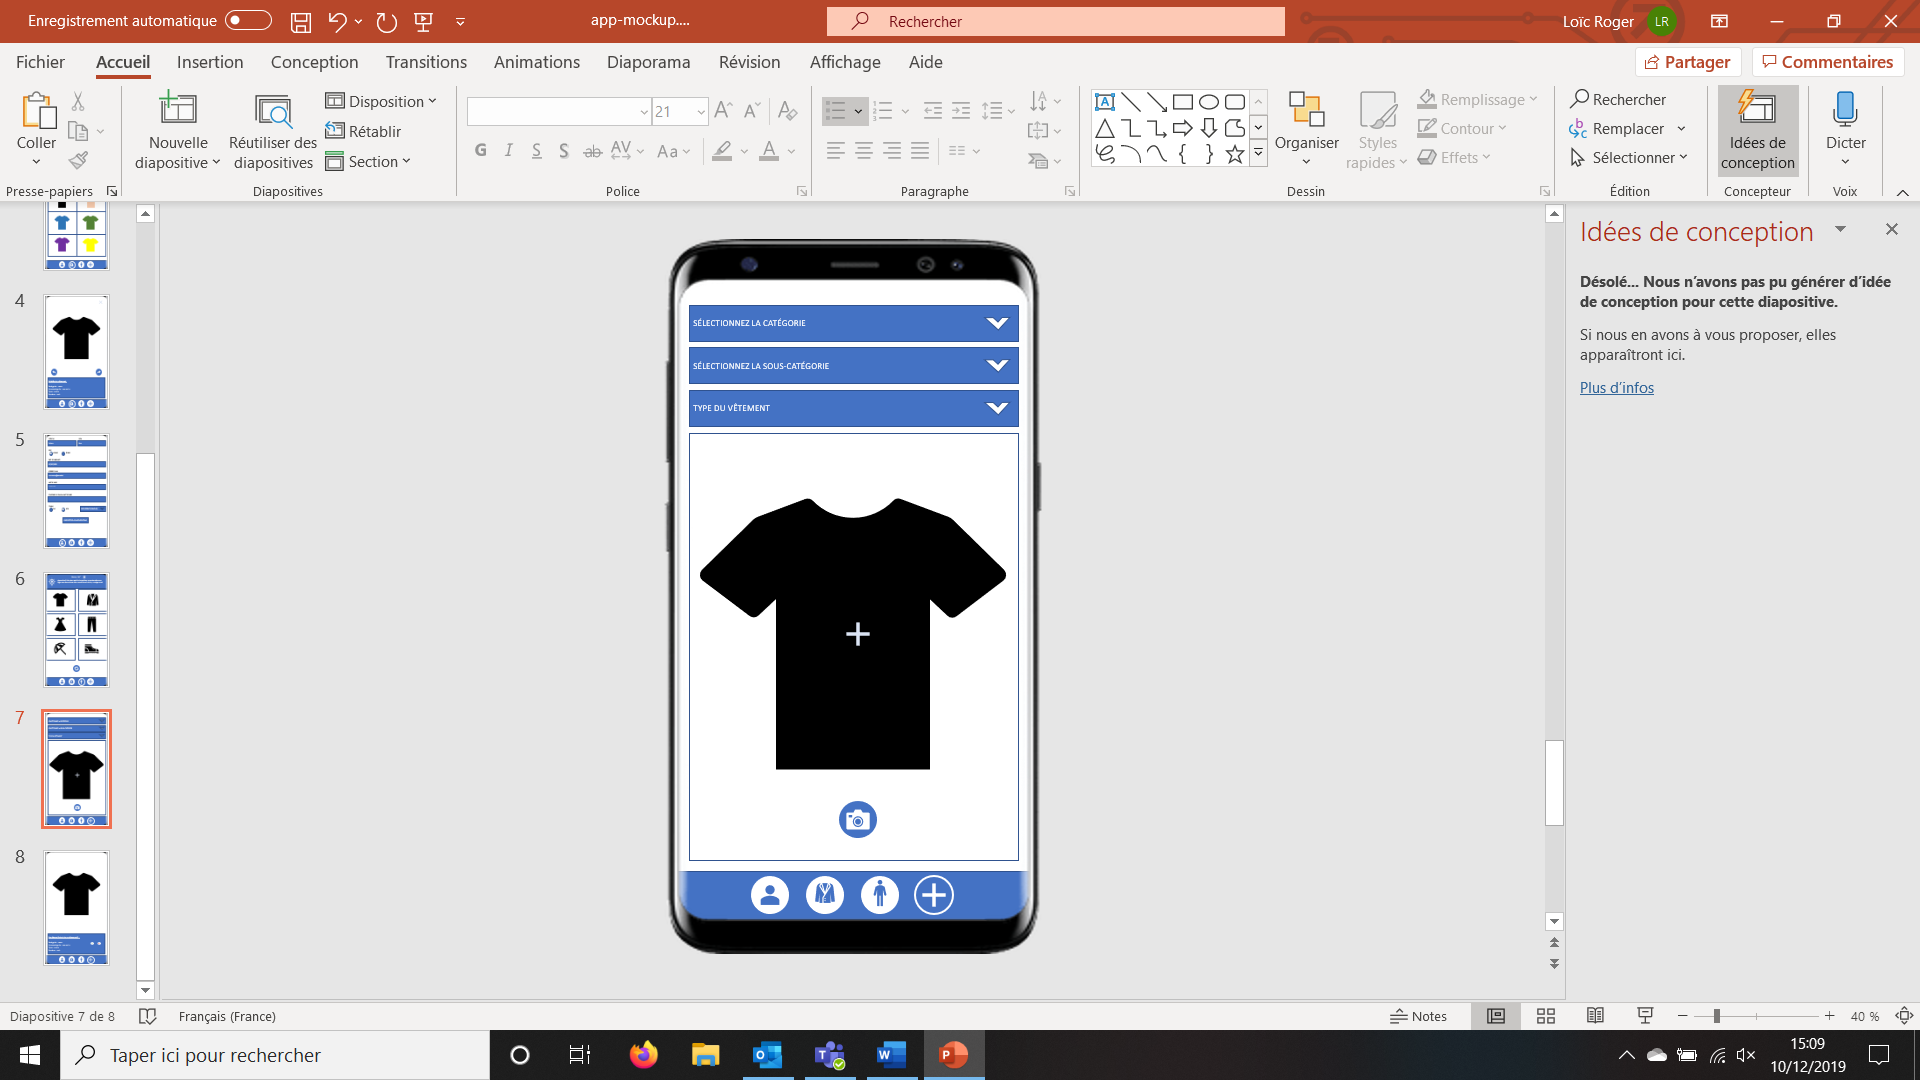 Enregistrement automatique
app-mockup....
Rechercher
Loïc Roger
LR
Fichier Accueil Insertion Conception Transitions Animations Diaporama Révision Affichage Aide
Partager
Commentaires
Coller
Nouvelle diapositive
Réutiliser des diapositives
Disposition
Rétablir
Section
21
G I S S ab AV Aa A
Organiser
Styles rapides
Remplissage
Contour
Effets
Rechercher
Remplacer
Sélectionner
Idées de conception
Dicter
Presse-papiers
Diapositives
Police
Paragraphe
Dessin
Édition
Concepteur
Voix
4
5
6
7
8
SÉLECTIONNEZ LA CATÉGORIE
SÉLECTIONNEZ LA SOUS-CATÉGORIE
TYPE DU VÊTEMENT
Idées de conception
Désolé... Nous n'avons pas pu générer d'idée
de conception pour cette diapositive.
Si nous en avons à vous proposer, elles
apparaîtront ici.
Plus d'infos
Diapositive 7 de 8
Français (France)
Notes
40 %
Taper ici pour rechercher
15:09
10/12/2019